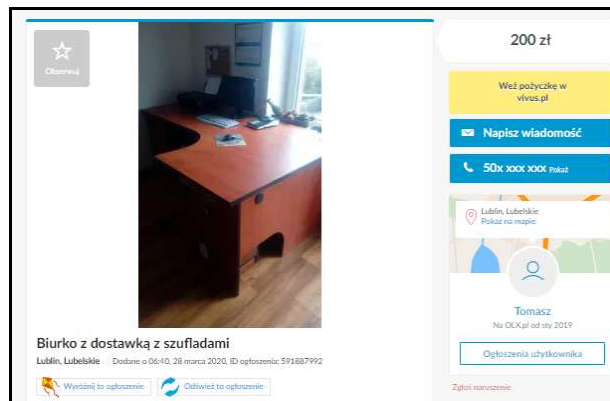 Obserwuj
200 zł
Weź pożyczkę w
vivus.pl
Napisz wiadomość
50x xxx xxx Pokaż
Lublin, Lubelskie
Pokaż na mapie
Tomasz
Na OLX.pl od sty 2019
Ogłoszenia użytkownika
Zgłoś naruszenie
Biurko z dostawką z szufladami
Lublin, Lubelskie Dodane o 06:40, 28 marca 2020, ID ogłoszenia: 591887992
Wyróżnij to ogłoszenie Odśwież to ogłoszenie